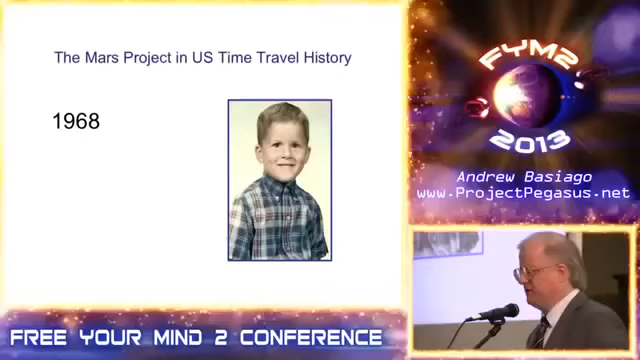 The Mars Project in US Time Travel History
1968
FYM2
2013
Andrew Basiago
www.ProjectPegasus.net
FREE YOUR MIND 2 CONFERENCE